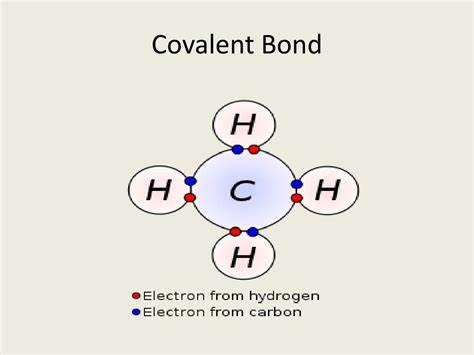 Covalent Bond
H
H
C
H
H
Electron from hydrogen
Electron from carbon